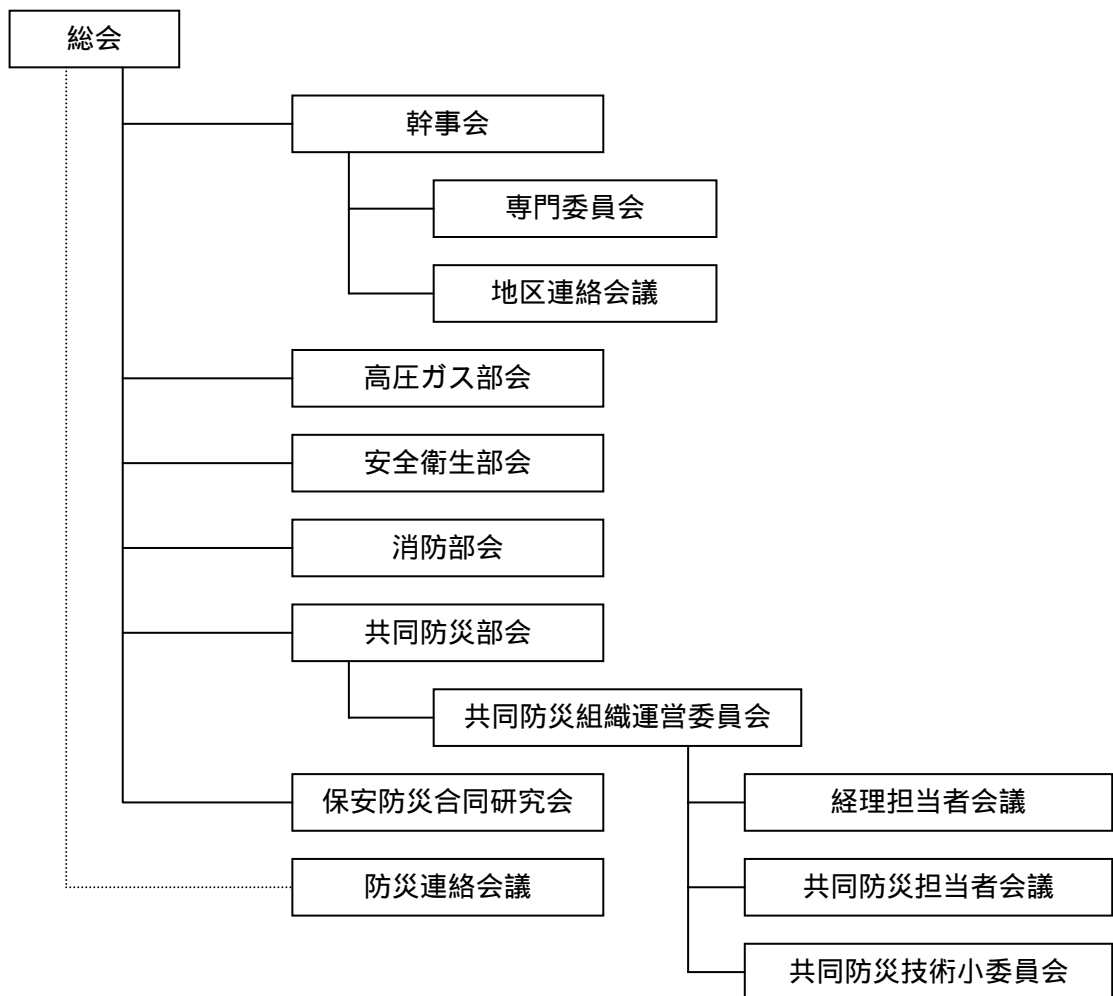 総会
幹事会
専門委員会
地区連絡会議
高圧ガス部会
安全衛生部会
消防部会
共同防災部会
共同防災組織運営委員会
保安防災合同研究会
経理担当者会議
防災連絡会議
共同防災担当者会議
共同防災技術小委員会